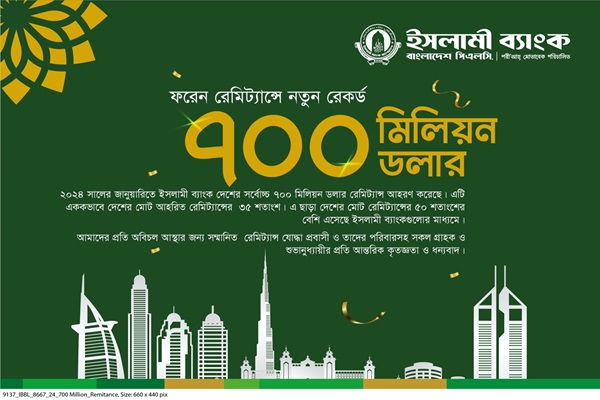 ইসলামী ব্যাংক
বাংলাদেশ পিএলসি. শরী'আহ্ মোতাবেক পরিচালিত
ফরেন রেমিট্যান্সে নতুন রেকর্ড
৭০০ মিলিয়ন
ডলার
২০২৪ সালের জানুয়ারিতে ইসলামী ব্যাংক দেশের সর্বোচ্চ ৭০০ মিলিয়ন ডলার রেমিট্যান্স আহরণ করেছে। এটি
এককভাবে দেশের মোট আহরিত রেমিট্যান্সের ৩৫ শতাংশ। এ ছাড়া দেশের মোট রেমিট্যান্সের ৫০ শতাংশের
বেশি এসেছে ইসলামী ব্যাংকগুলোর মাধ্যমে।
আমাদের প্রতি অবিচল আস্থার জন্য সম্মানিত রেমিট্যান্স যোদ্ধা প্রবাসী ও তাদের পরিবারসহ সকল গ্রাহক ও
শুভানুধ্যায়ীর প্রতি আন্তরিক কৃতজ্ঞতা ও ধন্যবাদ।
9137_IBBL_8667_24_700 Million_Remitance, Size: 660 x 440 pix